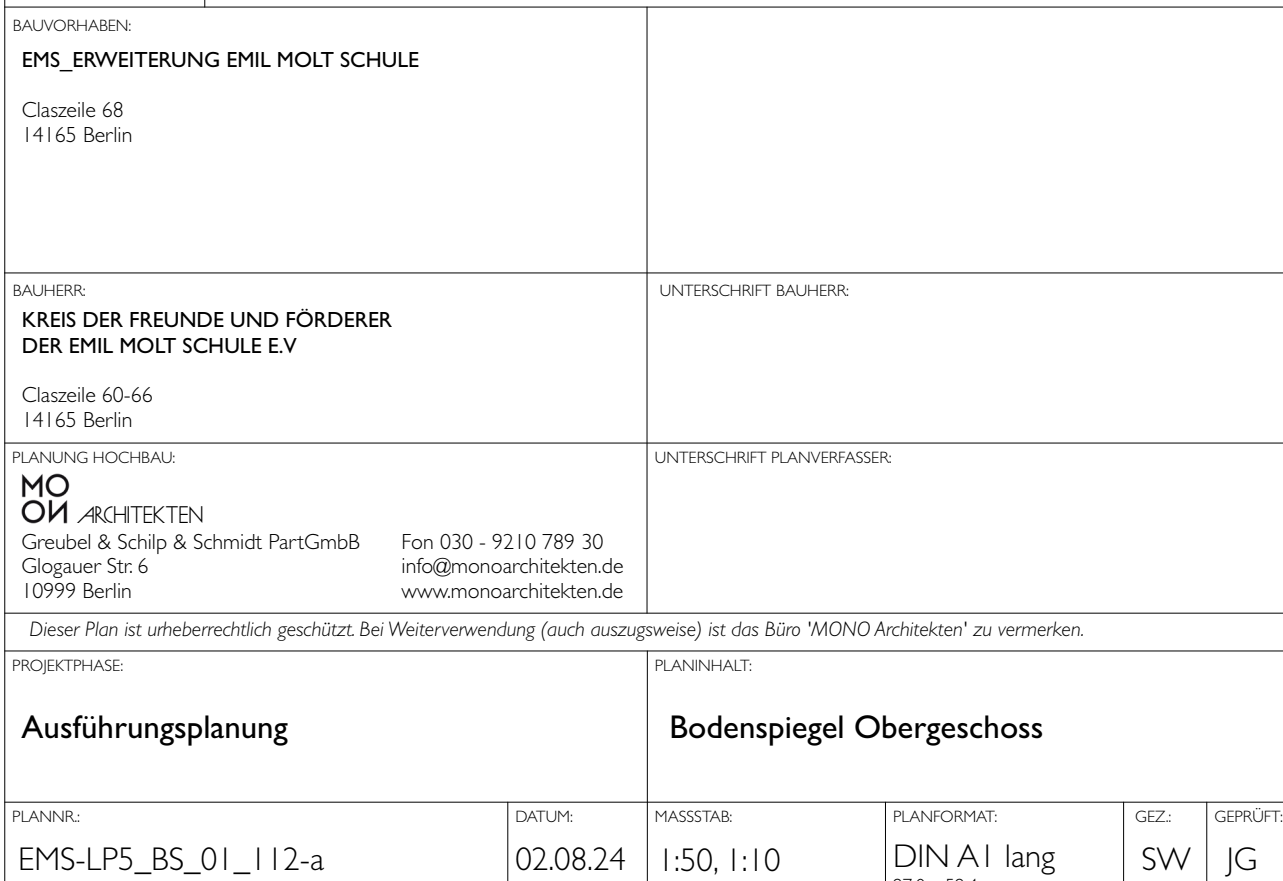 BAUVORHABEN:
EMS_ERWEITERUNG EMIL MOLT SCHULE
Claszeile 68
14165 Berlin
BAUHERR:
KREIS DER FREUNDE UND FÖRDERER
DER EMIL MOLT SCHULE E.V
Claszeile 60-66
14165 Berlin
UNTERSCHRIFT BAUHERR:
PLANUNG HOCHBAU:
MO
ON ARCHITEKTEN
Greubel & Schilp & Schmidt PartGmbB
Glogauer Str. 6
10999 Berlin
Fon 030 - 9210 789 30
info@monoarchitekten.de
www.monoarchitekten.de
UNTERSCHRIFT PLANVERFASSER:
Dieser Plan ist urheberrechtlich geschützt. Bei Weiterverwendung (auch auszugsweise) ist das Büro 'MONO Architekten' zu vermerken.
PROJEKTPHASE:
Ausführungsplanung
PLANINHALT:
Bodenspiegel Obergeschoss
PLANNR.:
EMS-LP5_BS_01_112-a
DATUM:
02.08.24
MASSSTAB:
1:50, 1:10
PLANFORMAT:
DIN A1 lang
GEZ.:
SW
GEPRÜFT:
JG